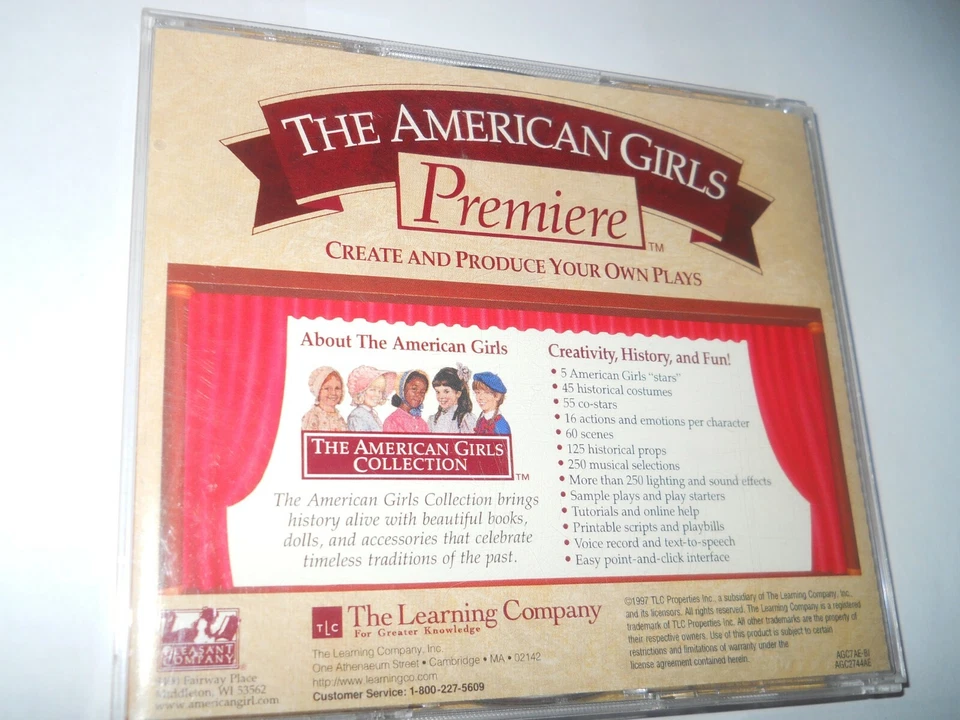 THE AMERICAN GIRLS
Premiere™
CREATE AND PRODUCE YOUR OWN PLAYS
About The American Girls
THE AMERICAN GIRLS
COLLECTION™
The American Girls Collection brings
history alive with beautiful books,
dolls, and accessories that celebrate
timeless traditions of the past.
Creativity, History, and Fun!
• 5 American Girls "stars"
• 45 historical costumes
• 55 co-stars
• 16 actions and emotions per character
• 60 scenes
• 125 historical props
• 250 musical selections
• More than 250 lighting and sound effects
• Sample plays and play starters
• Tutorials and online help
• Printable scripts and playbills
• Voice record and text-to-speech
• Easy point-and-click interface
PLEASANT
COMPANY
Fairway Place
Middleton, WI 53562
www.americangirl.com
TLC
The Learning Company
For Greater Knowledge
The Learning Company, Inc.
One Athenaeum Street • Cambridge • MA • 02142
http://www.learningco.com
Customer Service: 1-800-227-5609
©1997 TLC Properties Inc., a subsidiary of The Learning Company, Inc.,
and its licensors. All rights reserved. The Learning Company is a registered
trademark of TLC Properties Inc. All other trademarks are the property of
their respective owners. Use of this product is subject to certain
restrictions and limitations of warranty under the
license agreement contained herein.
AGC7AE-BI
AGC2744AE